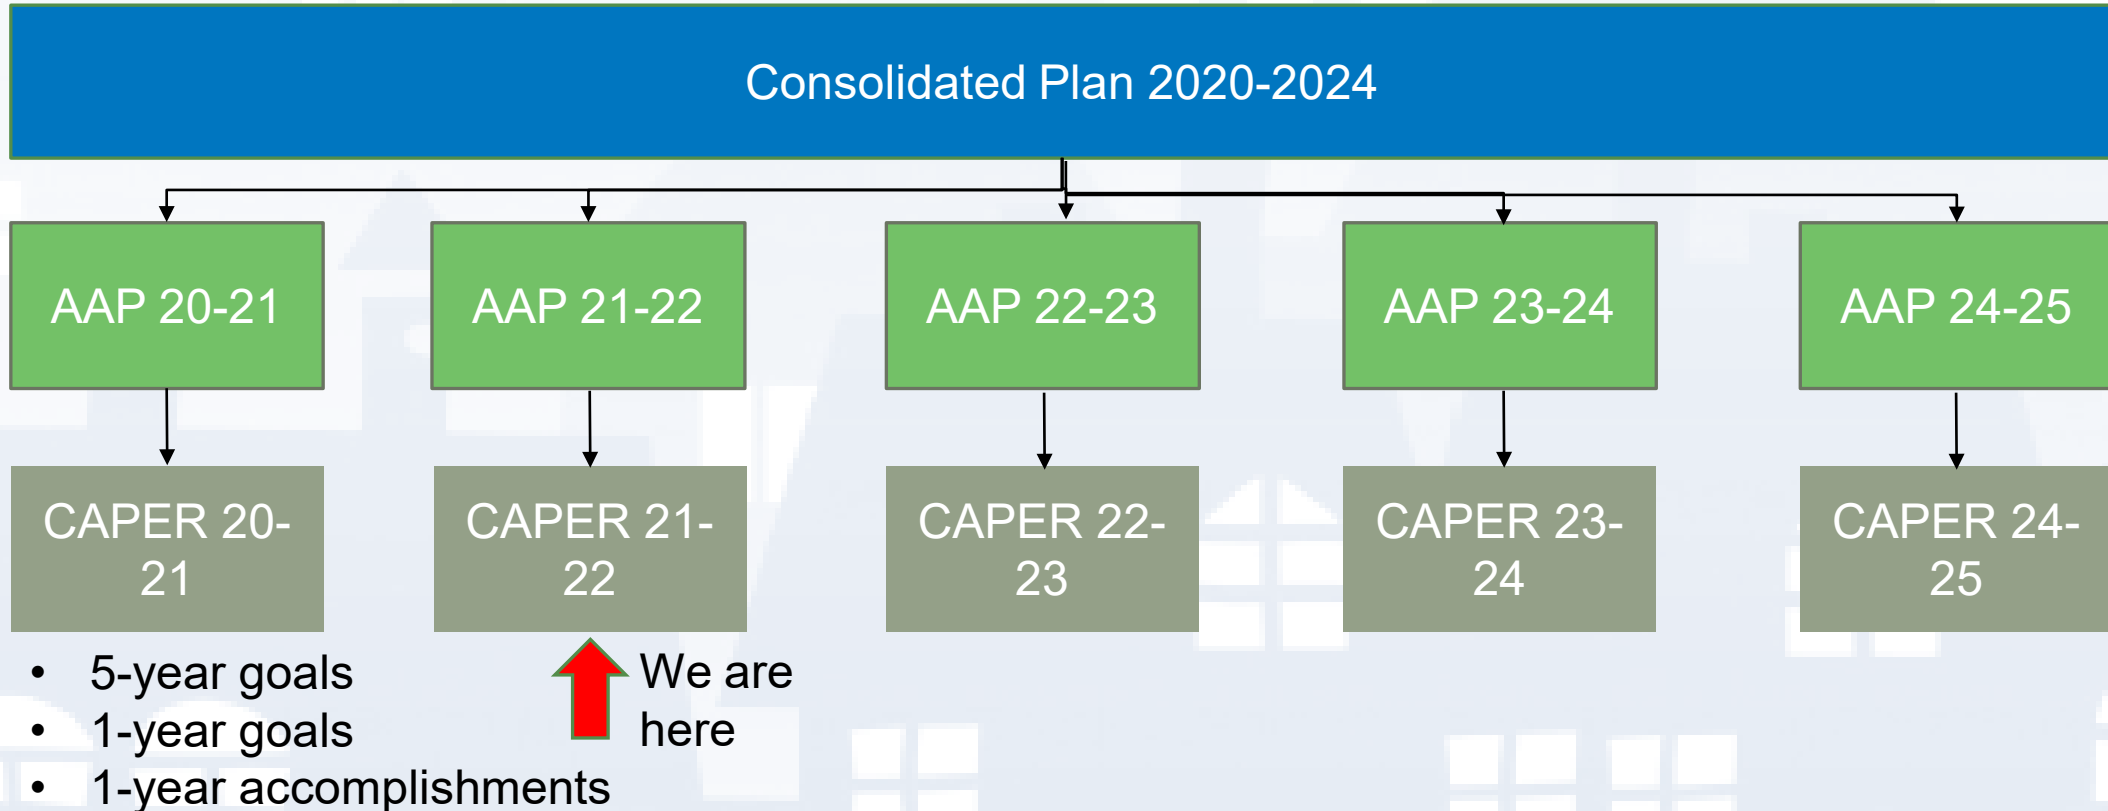 Consolidated Plan 2020-2024
AAP 20-21
AAP 21-22
AAP 22-23
AAP 23-24
AAP 24-25
CAPER 20-
21
CAPER 21-
22
CAPER 22-
23
CAPER 23-
24
CAPER 24-
25
• 5-year goals
• 1-year goals
• 1-year accomplishments
We are
here